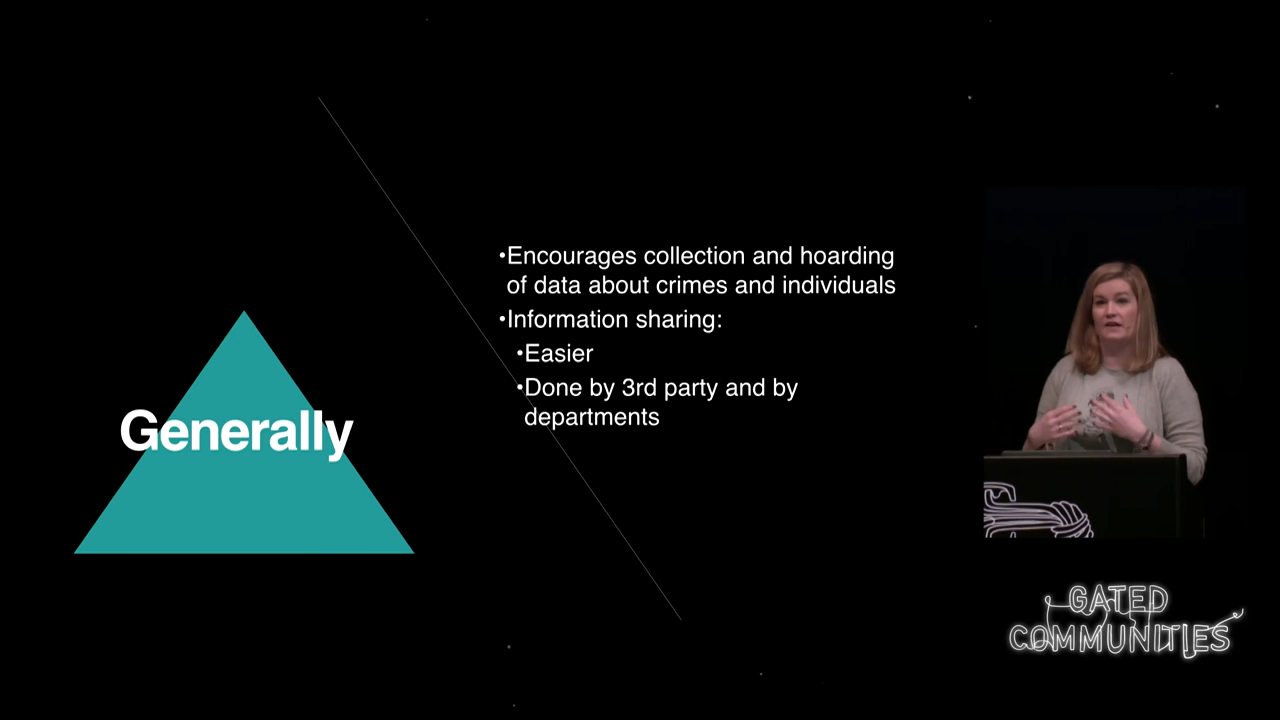 •Encourages collection and hoarding
of data about crimes and individuals
•Information sharing:
•Easier
•Done by 3rd party and by
departments
Generally
GATED
COMMUNITIES